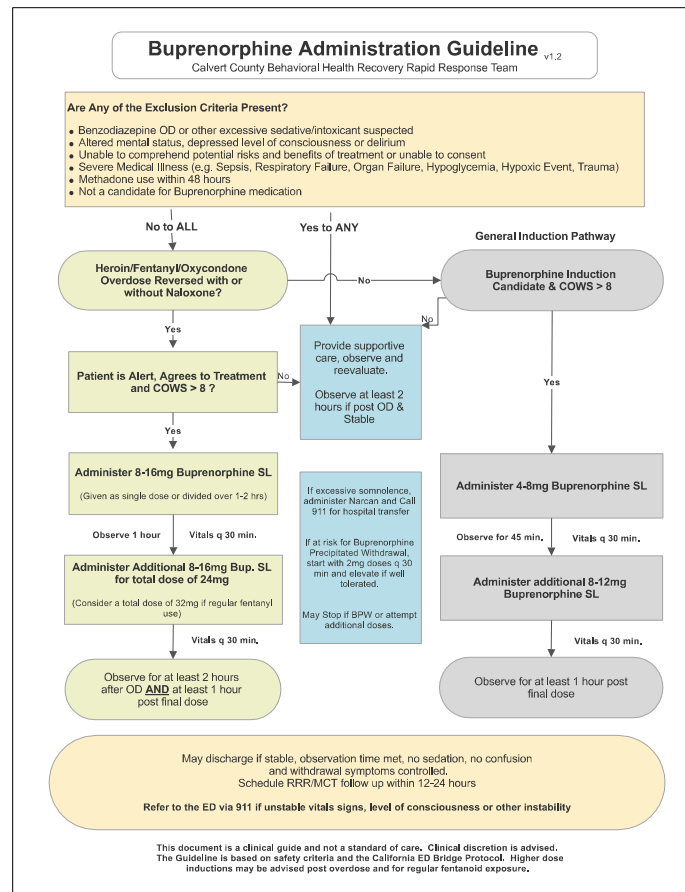 Buprenorphine Administration Guideline v1.2
Calvert County Behavioral Health Recovery Rapid Response Team
Are Any of the Exclusion Criteria Present?
• Benzodiazepine OD or other excessive sedative/intoxicant suspected
• Altered mental status, depressed level of consciousness or delirium
• Unable to comprehend potential risks and benefits of treatment or unable to consent
• Severe Medical Illness (e.g. Sepsis, Respiratory Failure, Organ Failure, Hypoglycemia, Hypoxic Event, Trauma)
• Methadone use within 48 hours
• Not a candidate for Buprenorphine medication
No to ALL
Yes to ANY
General Induction Pathway
Heroin/Fentanyl/Oxycondone
Overdose Reversed with or
without Naloxone?
No
Buprenorphine Induction
Candidate & COWS > 8
No
Yes
Provide supportive
care, observe and
reevaluate.
Observe at least 2
hours if post OD &
Stable
Patient is Alert, Agrees to Treatment
and COWS > 8 ?
No
Yes
Yes
Administer 8-16mg Buprenorphine SL
(Given as single dose or divided over 1-2 hrs)
If excessive somnolence,
administer Narcan and Call
911 for hospital transfer
If at risk for Buprenorphine
Precipitated Withdrawal,
start with 2mg doses q 30
min and elevate if well
tolerated.
May Stop if BPW or attempt
additional doses.
Administer 4-8mg Buprenorphine SL
Observe 1 hour
Vitals q 30 min.
Observe for 45 min.
Vitals q 30 min.
Administer Additional 8-16mg Bup. SL
for total dose of 24mg
(Consider a total dose of 32mg if regular fentanyl
use)
Administer additional 8-12mg
Buprenorphine SL
Vitals q 30 min.
Vitals q 30 min.
Observe for at least 2 hours
after OD AND at least 1 hour
post final dose
Observe for at least 1 hour post
final dose
May discharge if stable, observation time met, no sedation, no confusion
and withdrawal symptoms controlled.
Schedule RRR/MCT follow up within 12-24 hours
Refer to the ED via 911 if unstable vitals signs, level of consciousness or other instability
This document is a clinical guide and not a standard of care. Clinical discretion is advised.
The Guideline is based on safety criteria and the California ED Bridge Protocol. Higher dose
inductions may be advised post overdose and for regular fentanoid exposure.